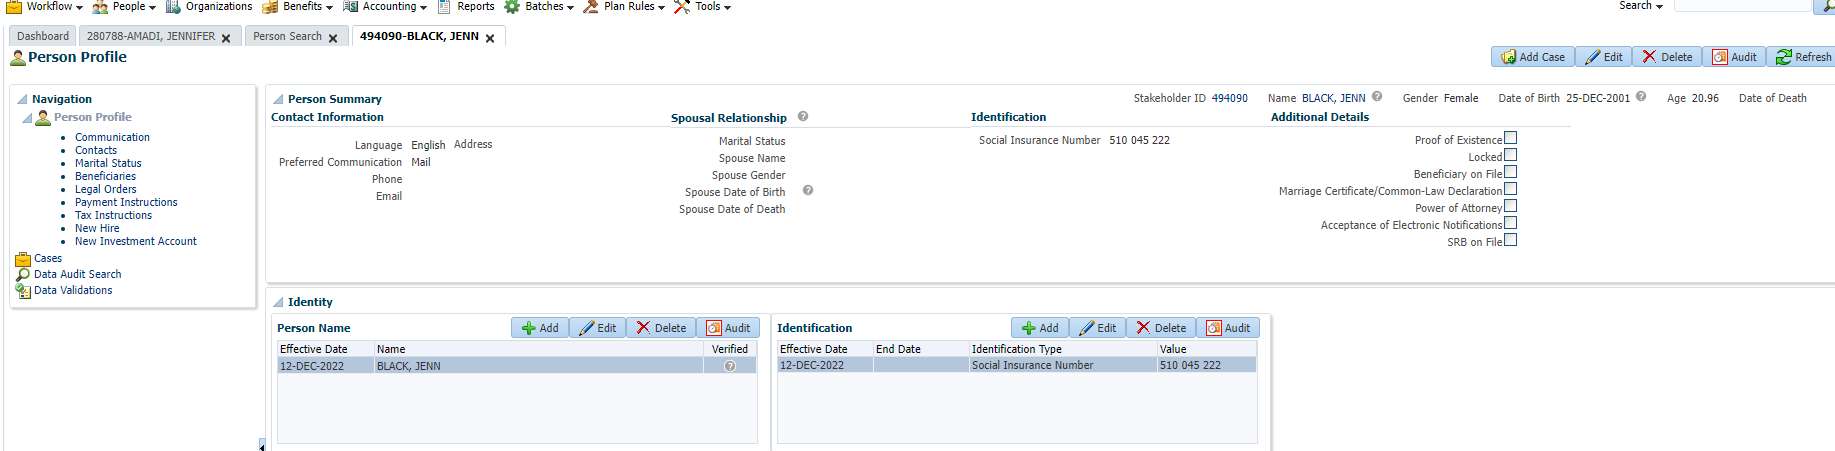 Workflow People Organizations Benefits Accounting Reports Batches Plan Rules Tools Search
Dashboard 280788-AMADI, JENNIFER Person Search 494090-BLACK, JENN
Person Profile Add Case Edit Delete Audit Refresh
Navigation
Person Profile
Communication
Contacts
Marital Status
Beneficiaries
Legal Orders
Payment Instructions
Tax Instructions
New Hire
New Investment Account
Cases
Data Audit Search
Data Validations
Person Summary Stakeholder ID 494090 Name BLACK, JENN Gender Female Date of Birth 25-DEC-2001 Age 20.96 Date of Death
Contact Information
Language English Address
Preferred Communication Mail
Phone
Email
Spousal Relationship
Marital Status
Spouse Name
Spouse Gender
Spouse Date of Birth
Spouse Date of Death
Identification
Social Insurance Number 510 045 222
Additional Details
Proof of Existence
Locked
Beneficiary on File
Marriage Certificate/Common-Law Declaration
Power of Attorney
Acceptance of Electronic Notifications
SRB on File
Identity
Person Name Add Edit Delete Audit
Effective Date Name Verified
12-DEC-2022 BLACK, JENN
Identification Add Edit Delete Audit
Effective Date End Date Identification Type Value
12-DEC-2022 Social Insurance Number 510 045 222